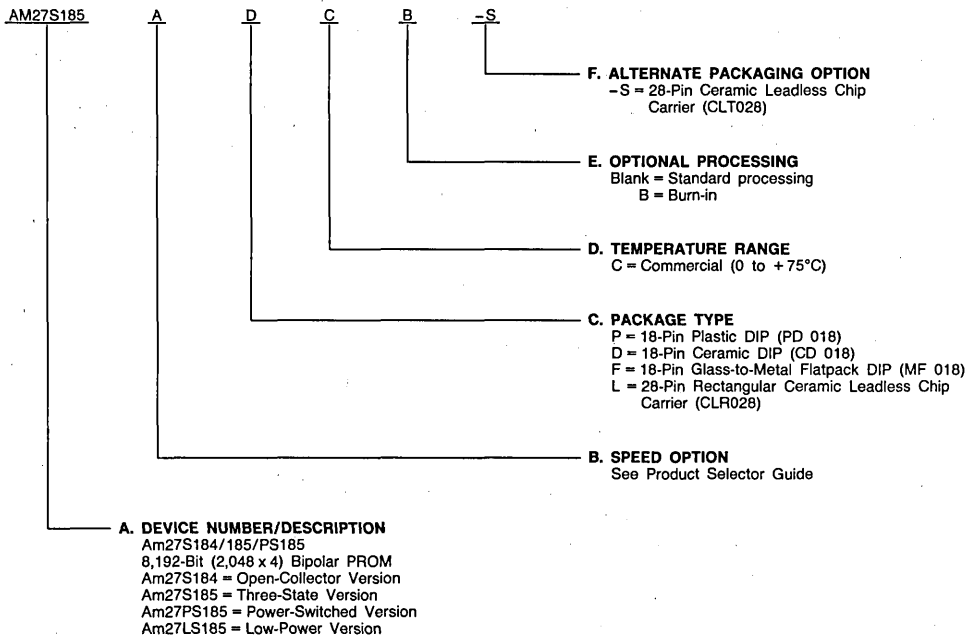 AM27S185 A D C B -S
F. ALTERNATE PACKAGING OPTION
-S = 28-Pin Ceramic Leadless Chip
Carrier (CLT028)
E. OPTIONAL PROCESSING
Blank = Standard processing
B = Burn-in
D. TEMPERATURE RANGE
C = Commercial (0 to +75°C)
C. PACKAGE TYPE
P = 18-Pin Plastic DIP (PD 018)
D = 18-Pin Ceramic DIP (CD 018)
F = 18-Pin Glass-to-Metal Flatpack DIP (MF 018)
L = 28-Pin Rectangular Ceramic Leadless Chip
Carrier (CLR028)
B. SPEED OPTION
See Product Selector Guide
A. DEVICE NUMBER/DESCRIPTION
Am27S184/185/PS185
8,192-Bit (2,048 x 4) Bipolar PROM
Am27S184 = Open-Collector Version
Am27S185 = Three-State Version
Am27PS185 = Power-Switched Version
Am27LS185 = Low-Power Version